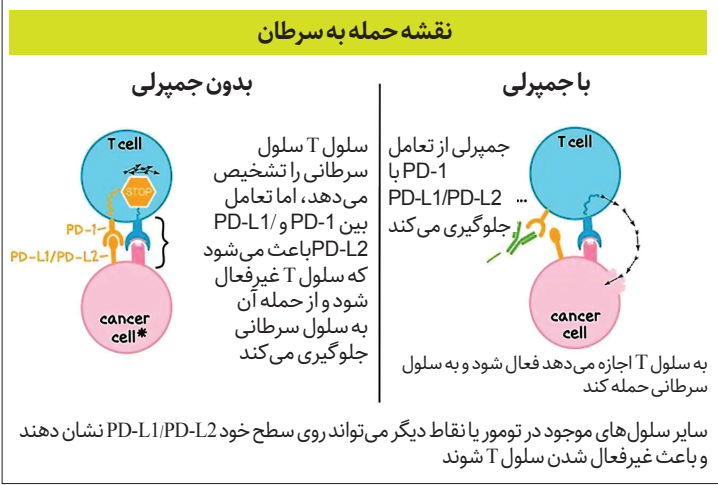 نقشه حمله به سرطان
با جمپرلی
جمپرلی از تعامل
PD-1 با
PD-L1/PD-L2 ...
جلوگیری می‌کند
T cell
cancer
cell
به سلول T اجازه می‌دهد فعال شود و به سلول
سرطانی حمله کند
بدون جمپرلی
سلول T سلول
سرطانی را تشخیص
می‌دهد، اما تعامل
بین PD-1 و PD-L1/
PD-L2باعث می‌شود
که سلول T غیرفعال
شود و از حمله آن
به سلول سرطانی
جلوگیری می‌کند
T cell
STOP
PD-1
PD-L1/PD-L2
cancer
cell*
سایر سلول‌های موجود در تومور یا نقاط دیگر می‌تواند روی سطح خود PD-L1/PD-L2 نشان دهند
و باعث غیرفعال شدن سلول T شوند